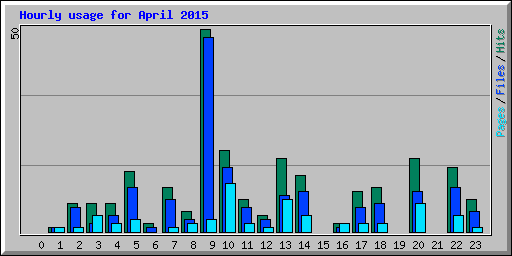 Hourly usage for April 2015
50
Pages/Files/Hits
0 1 2 3 4 5 6 7 8 9 10 11 12 13 14 15 16 17 18 19 20 21 22 23